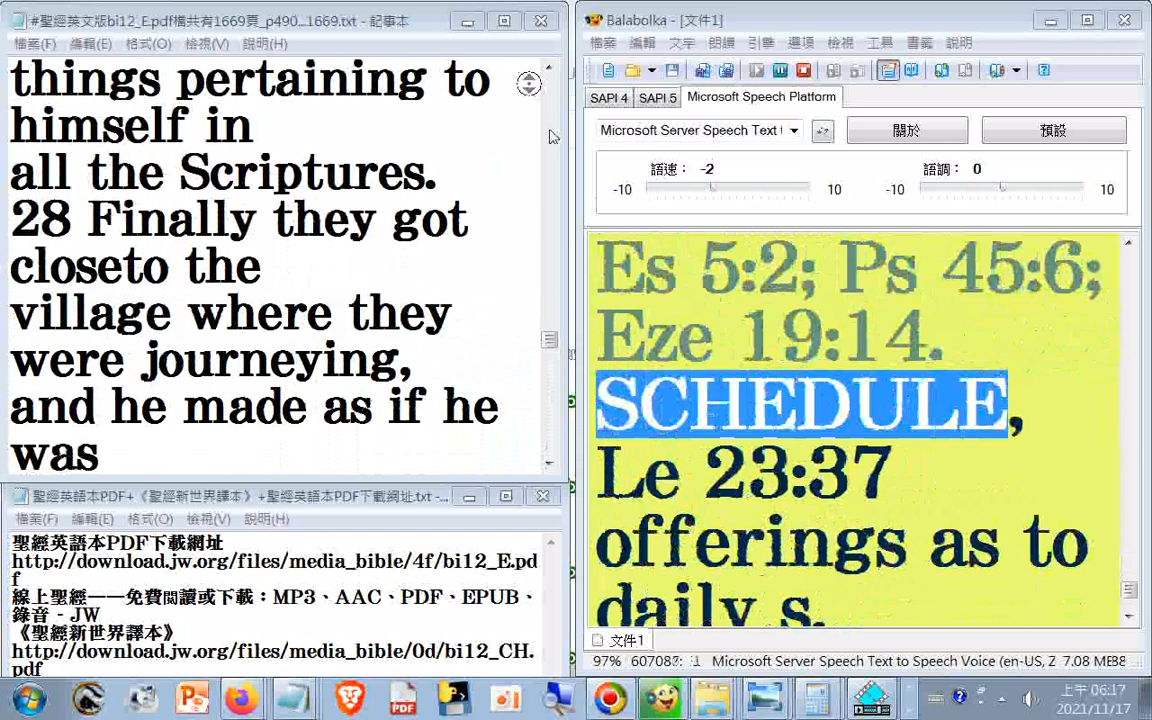 #聖經英文版bi12_E.pdf橫共有1669頁_p490...1669.txt - 記事本
檔案(F) 編輯(E) 格式(O) 檢視(V) 說明(H)
things pertaining to
himself in
all the Scriptures.
28 Finally they got
closeto the
village where they
were journeying,
and he made as if he
was
聖經英語本PDF+《聖經新世界譯本》+聖經英語本PDF下載網址.txt - ...
檔案(F) 編輯(E) 格式(O) 檢視(V) 說明(H)
聖經英語本PDF下載網址
http://download.jw.org/files/media_bible/4f/bi12_E.pd
f
線上聖經——免費閱讀或下載：MP3、AAC、PDF、EPUB、
錄音 - JW
《聖經新世界譯本》
http://download.jw.org/files/media_bible/0d/bi12_CH.
pdf
Balabolka - [文件1]
檔案 編輯 文字 朗讀 引擎 選項 檢視 工具 書籤 說明
SAPI 4 SAPI 5 Microsoft Speech Platform
Microsoft Server Speech Text 關於 預設
語速： -2 語調： 0
-10 10 -10 10
Es 5:2; Ps 45:6;
Eze 19:14.
SCHEDULE,
Le 23:37
offerings as to
daily s.
文件1
97% 607087: 1 Microsoft Server Speech Text to Speech Voice (en-US, Z 7.08 MB
上午 06:17
2021/11/17